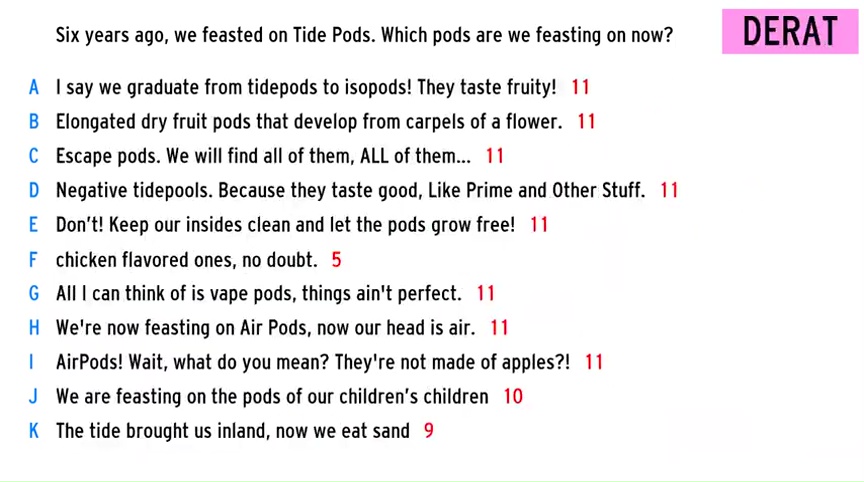 Six years ago, we feasted on Tide Pods. Which pods are we feasting on now?
DERAT
A I say we graduate from tidepods to isopods! They taste fruity! 11
B Elongated dry fruit pods that develop from carpels of a flower. 11
C Escape pods. We will find all of them, ALL of them... 11
D Negative tidepools. Because they taste good, Like Prime and Other Stuff. 11
E Don't! Keep our insides clean and let the pods grow free! 11
F chicken flavored ones, no doubt. 5
G All I can think of is vape pods, things ain't perfect. 11
H We're now feasting on Air Pods, now our head is air. 11
I AirPods! Wait, what do you mean? They're not made of apples?! 11
J We are feasting on the pods of our children's children 10
K The tide brought us inland, now we eat sand 9